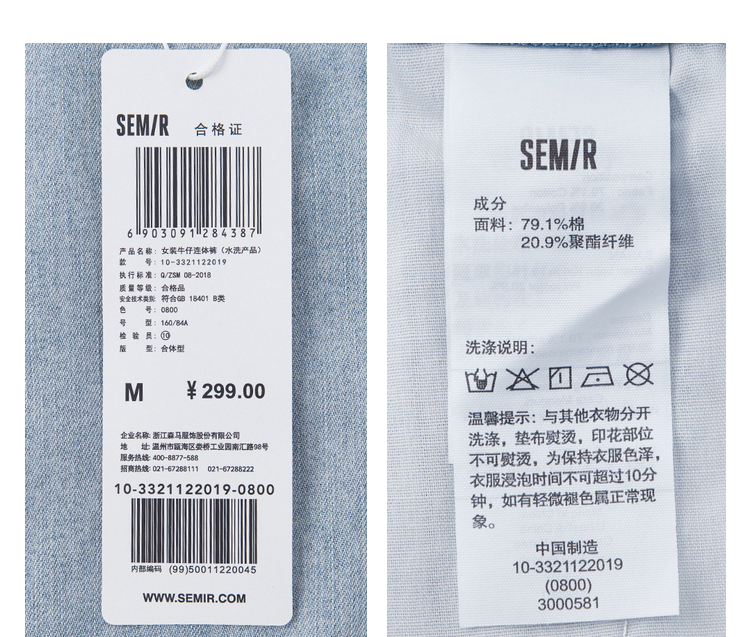 SEM/R 合格证
6 903091 284387
产品名称: 女装牛仔连体裤（水洗产品）
款 号: 10-3321122019
执行标准: Q/ZSM 08-2018
质量等级: 合格品
安全技术类别: 符合GB 18401 B类
色 号: 0800
号 型: 160/84A
检 验 员: ⑩
版 型: 合体型
M ¥ 299.00
企业名称: 浙江森马服饰股份有限公司
地 址: 温州市瓯海区娄桥工业园南汇路98号
服务热线: 400-8877-588
招商热线: 021-67288111 021-67288222
10-3321122019-0800
内部编码 (99)50011220045
WWW.SEMIR.COM
SEM/R
成分
面料: 79.1%棉
20.9%聚酯纤维
洗涤说明:
温馨提示: 与其他衣物分开
洗涤，垫布熨烫，印花部位
不可熨烫，为保持衣服色泽，
衣服浸泡时间不可超过10分
钟，如有轻微褪色属正常现
象。
中国制造
10-3321122019
(0800)
3000581